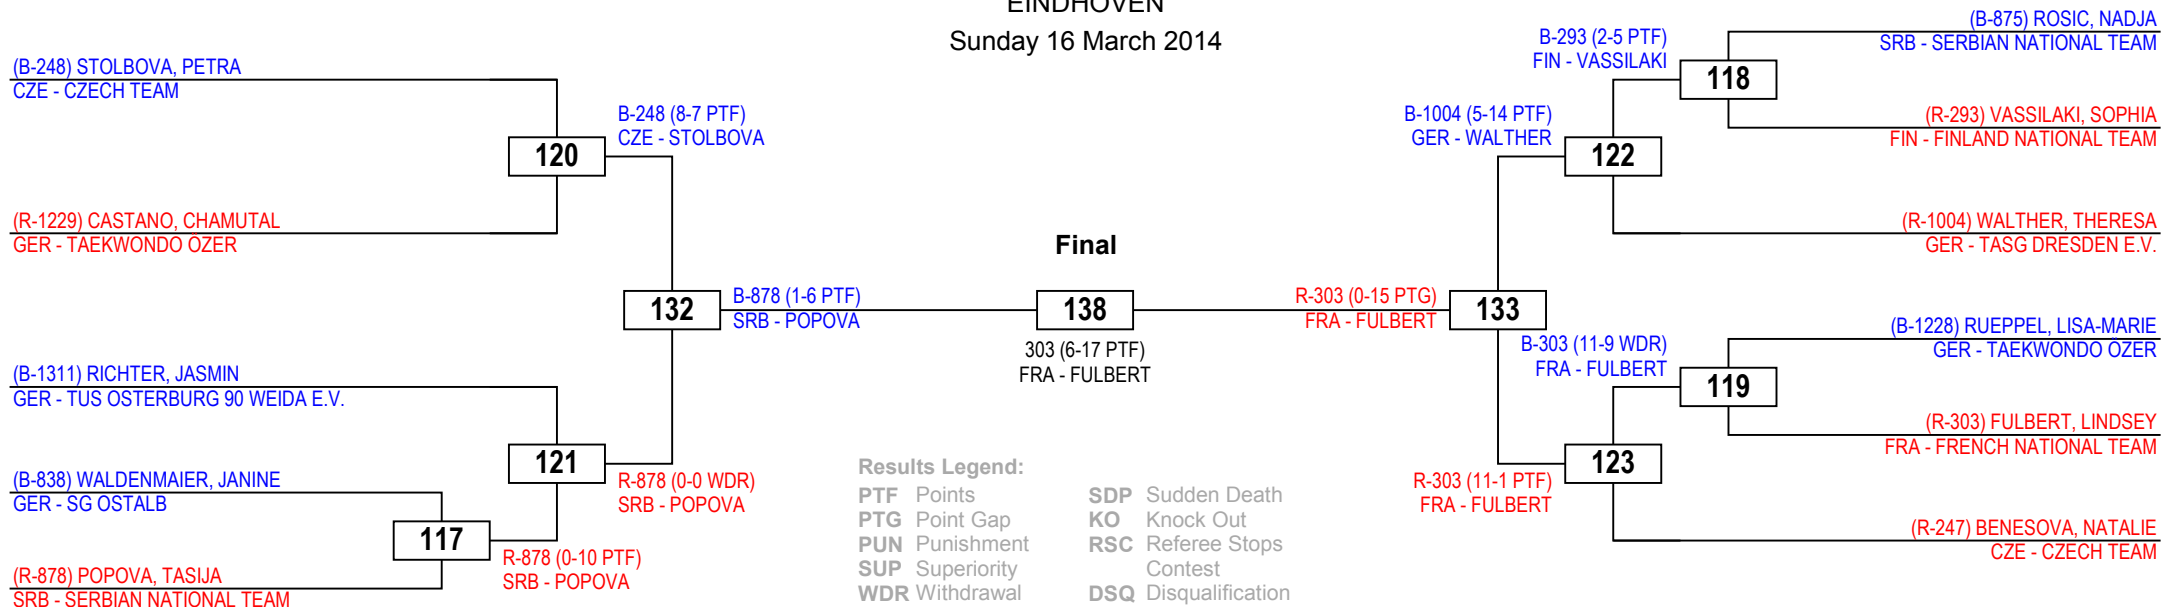 EINDHOVEN
Sunday 16 March 2014
(B-248) STOLBOVA, PETRA
CZE - CZECH TEAM
B-248 (8-7 PTF)
CZE - STOLBOVA
120
(R-1229) CASTANO, CHAMUTAL
GER - TAEKWONDO ÖZER
132
B-878 (1-6 PTF)
SRB - POPOVA
(B-1311) RICHTER, JASMIN
GER - TUS OSTERBURG 90 WEIDA E.V.
121
R-878 (0-0 WDR)
SRB - POPOVA
(B-838) WALDENMAIER, JANINE
GER - SG OSTALB
117
R-878 (0-10 PTF)
SRB - POPOVA
(R-878) POPOVA, TASIJA
SRB - SERBIAN NATIONAL TEAM
Final
138
303 (6-17 PTF)
FRA - FULBERT
(B-875) ROSIC, NADJA
SRB - SERBIAN NATIONAL TEAM
B-293 (2-5 PTF)
FIN - VASSILAKI
118
(R-293) VASSILAKI, SOPHIA
FIN - FINLAND NATIONAL TEAM
B-1004 (5-14 PTF)
GER - WALTHER
122
(R-1004) WALTHER, THERESA
GER - TASG DRESDEN E.V.
R-303 (0-15 PTG)
FRA - FULBERT
133
(B-1228) RUEPPEL, LISA-MARIE
GER - TAEKWONDO ÖZER
B-303 (11-9 WDR)
FRA - FULBERT
119
(R-303) FULBERT, LINDSEY
FRA - FRENCH NATIONAL TEAM
123
R-303 (11-1 PTF)
FRA - FULBERT
(R-247) BENESOVA, NATALIE
CZE - CZECH TEAM
Results Legend:
PTF Points
PTG Point Gap
PUN Punishment
SUP Superiority
WDR Withdrawal
SDP Sudden Death
KO Knock Out
RSC Referee Stops
Contest
DSQ Disqualification